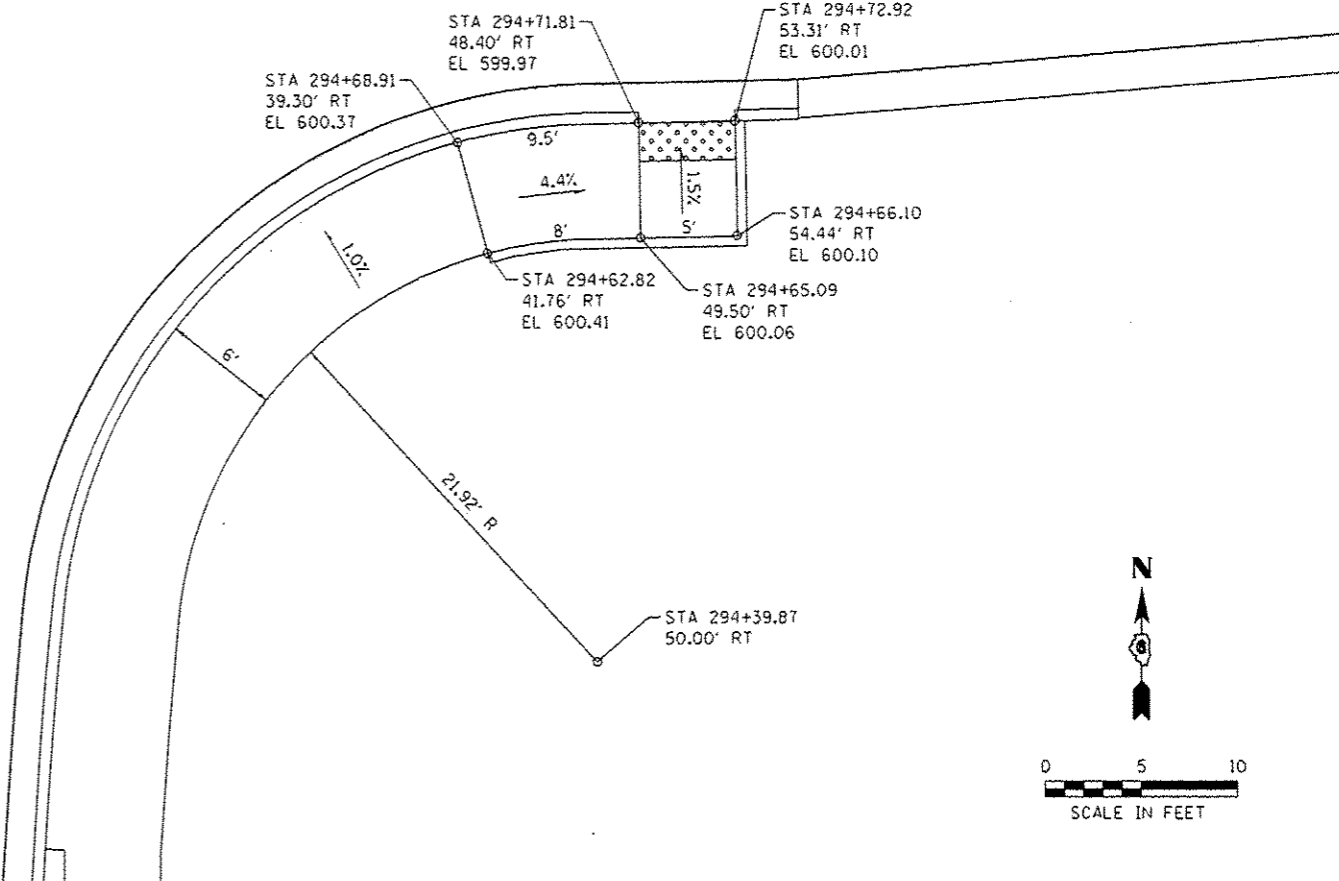 STA 294+71.81
48.40' RT
EL 599.97
STA 294+72.92
53.31' RT
EL 600.01
STA 294+68.91
39.30' RT
EL 600.37
9.5'
4.4%
1.5%
8'
5'
STA 294+66.10
54.44' RT
EL 600.10
1.0%
STA 294+62.82
41.76' RT
EL 600.41
STA 294+65.09
49.50' RT
EL 600.06
6'
21.92' R
STA 294+39.87
50.00' RT
N
0 5 10
SCALE IN FEET